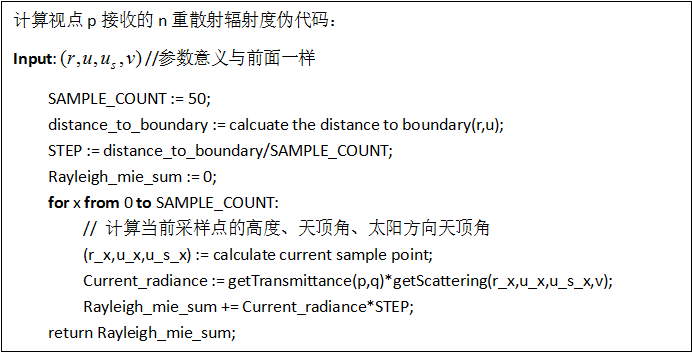 计算视点 p 接收的 n 重散射辐射度伪代码：
Input: (r, u, u_s, v) //参数意义与前面一样
SAMPLE_COUNT := 50;
distance_to_boundary := calcuate the distance to boundary(r,u);
STEP := distance_to_boundary/SAMPLE_COUNT;
Rayleigh_mie_sum := 0;
for x from 0 to SAMPLE_COUNT:
// 计算当前采样点的高度、天顶角、太阳方向天顶角
(r_x,u_x,u_s_x) := calculate current sample point;
Current_radiance := getTransmittance(p,q)*getScattering(r_x,u_x,u_s_x,v);
Rayleigh_mie_sum += Current_radiance*STEP;
return Rayleigh_mie_sum;